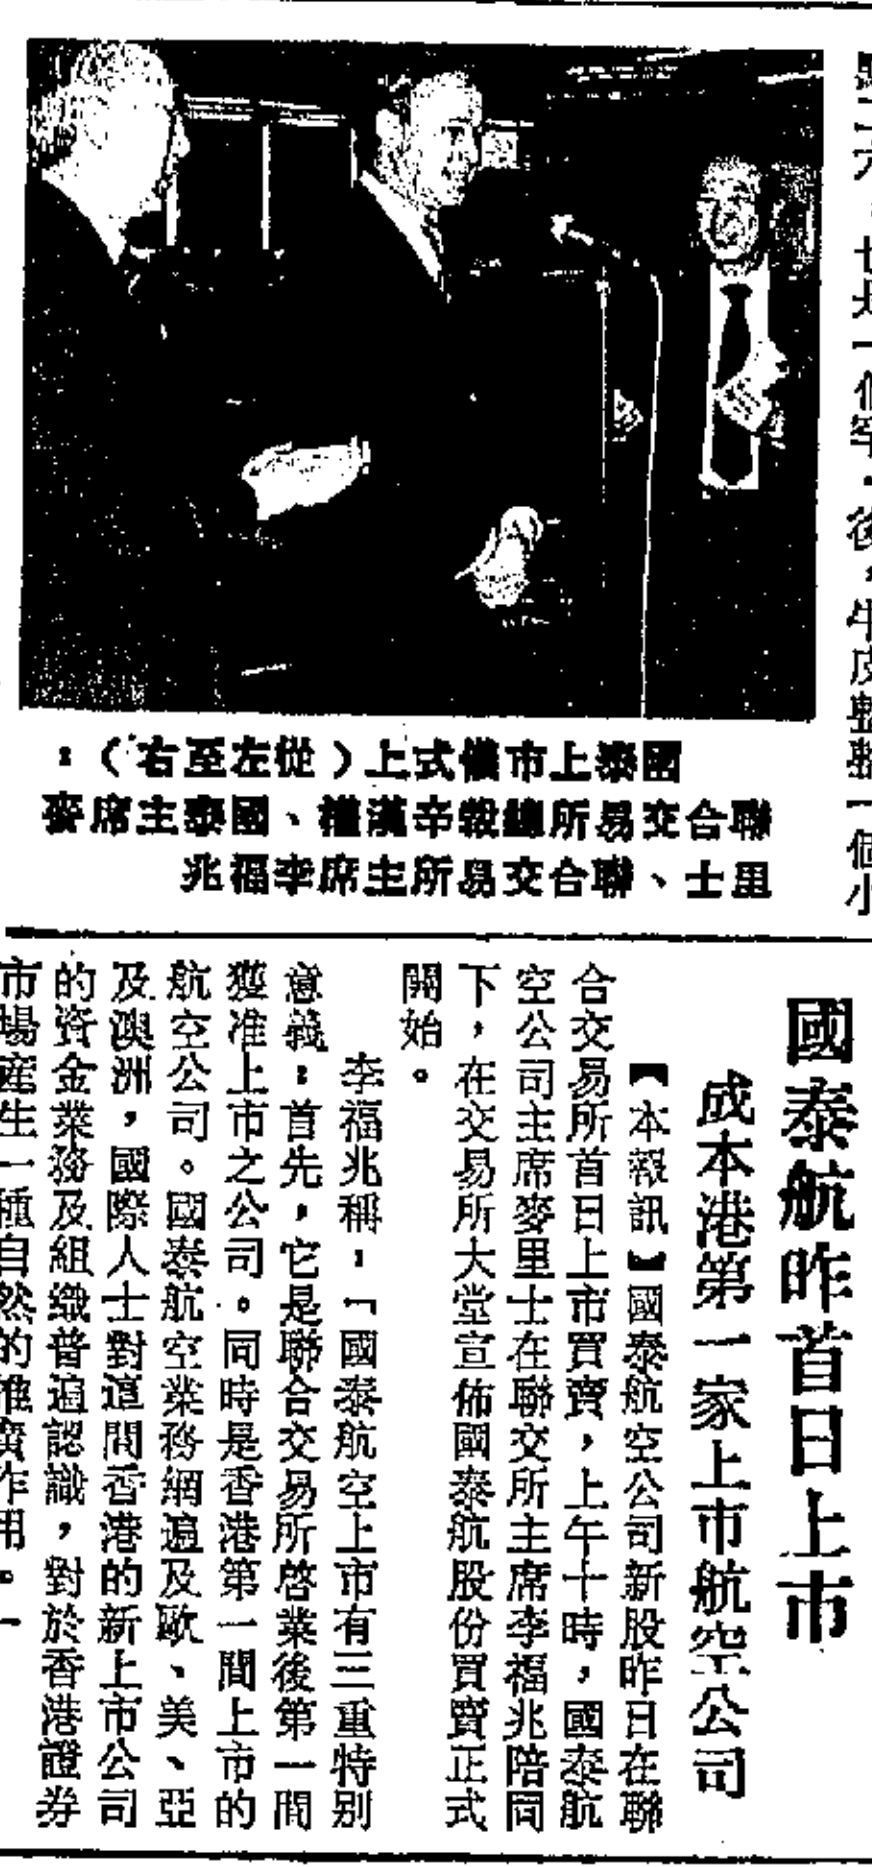 國泰上市儀式上（從左至右）：
聯合交易所總裁辛漢權、國泰主席麥
里士、聯合交易所主席李福兆
國泰航昨首日上市
成本港第一家上市航空公司
【本報訊】國泰航空公司新股昨日在聯
合交易所首日上市買賣，上午十時，國泰航
空公司主席麥里士在聯交所主席李福兆陪同
下，在交易所大堂宣佈國泰航股份買賣正式
開始。
李福兆稱：「國泰航空上市有三重特別
意義：首先，它是聯合交易所啓業後第一間
獲准上市之公司。同時是香港第一間上市的
航空公司。國泰航空業務網遍及歐、美、亞
及澳洲，國際人士對這間香港的新上市公司
的資金業務及組織普遍認識，對於香港證券
市場產生一種自然的推廣作用。